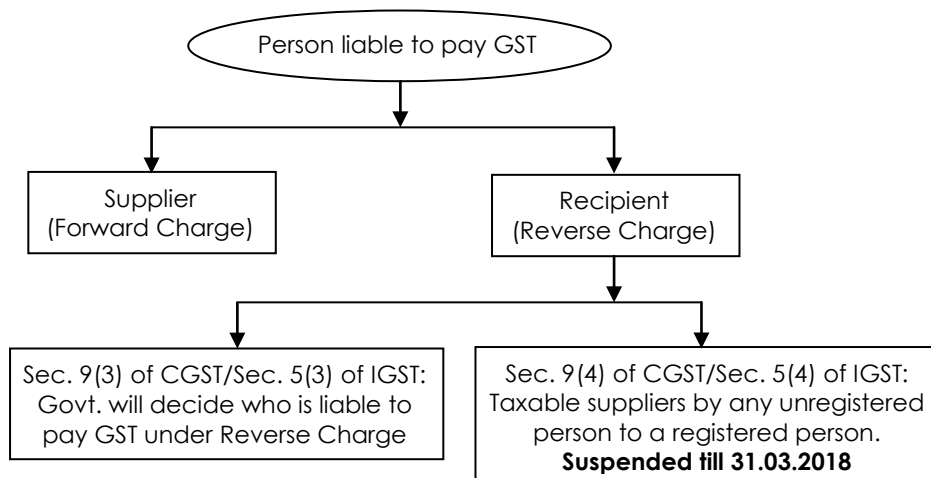 Person liable to pay GST
Supplier
(Forward Charge)
Recipient
(Reverse Charge)
Sec. 9(3) of CGST/Sec. 5(3) of IGST:
Govt. will decide who is liable to
pay GST under Reverse Charge
Sec. 9(4) of CGST/Sec. 5(4) of IGST:
Taxable suppliers by any unregistered
person to a registered person.
Suspended till 31.03.2018